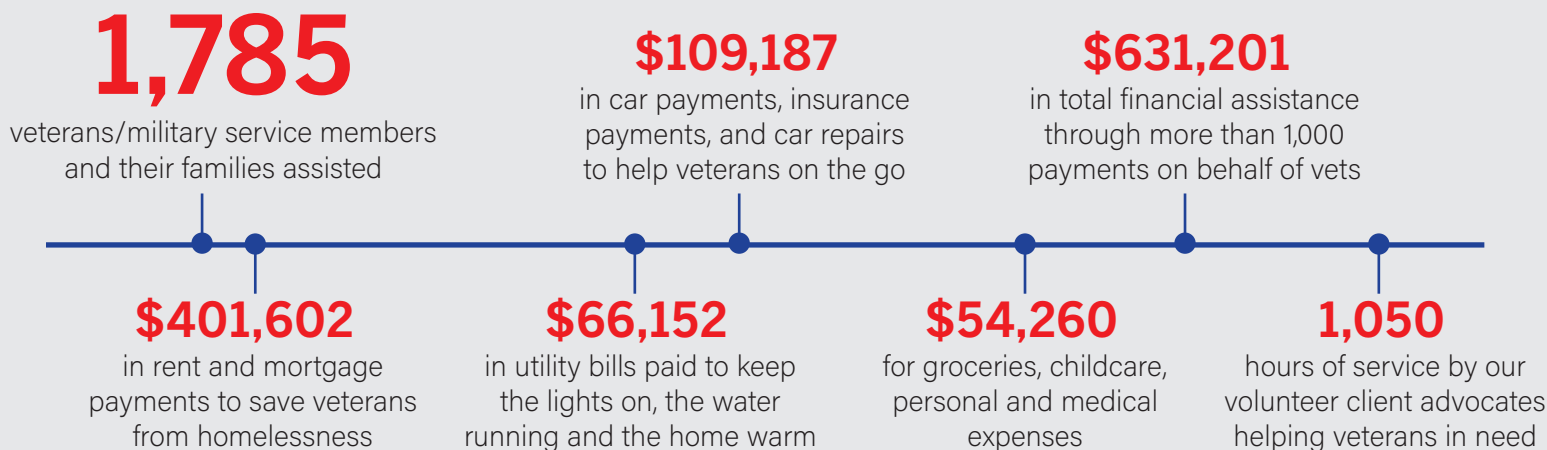 1,785
veterans/military service members
and their families assisted
$109,187
in car payments, insurance
payments, and car repairs
to help veterans on the go
$631,201
in total financial assistance
through more than 1,000
payments on behalf of vets
$401,602
in rent and mortgage
payments to save veterans
from homelessness
$66,152
in utility bills paid to keep
the lights on, the water
running and the home warm
$54,260
for groceries, childcare,
personal and medical
expenses
1,050
hours of service by our
volunteer client advocates
helping veterans in need